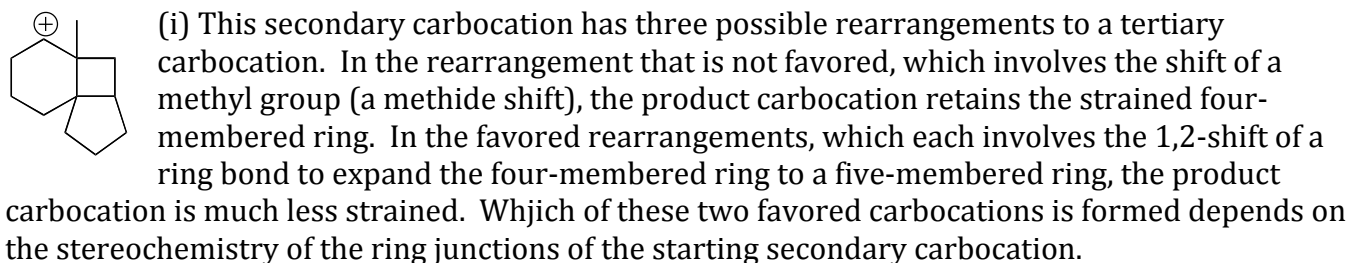 (i) This secondary carbocation has three possible rearrangements to a tertiary
carbocation.  In the rearrangement that is not favored, which involves the shift of a
methyl group (a methide shift), the product carbocation retains the strained four-
membered ring.  In the favored rearrangements, which each involves the 1,2-shift of a
ring bond to expand the four-membered ring to a five-membered ring, the product
carbocation is much less strained.  Whjich of these two favored carbocations is formed depends on
the stereochemistry of the ring junctions of the starting secondary carbocation.